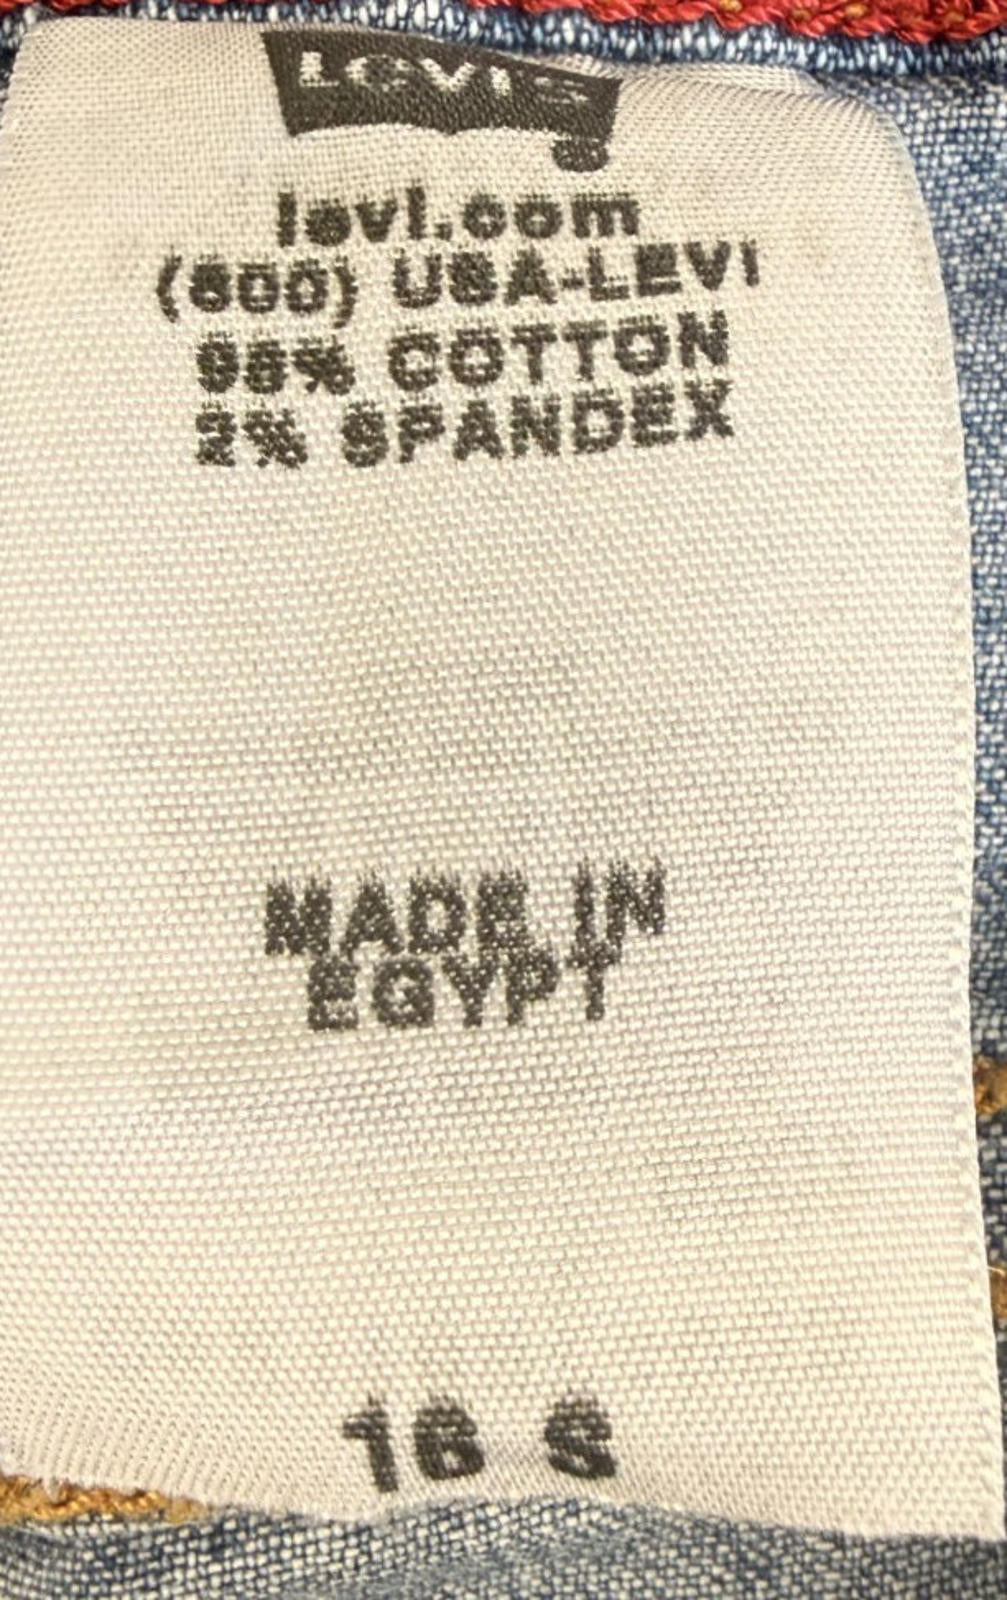 LEVI'S
levi.com
(800) USA-LEVI
98% COTTON
2% SPANDEX
MADE IN
EGYPT
16 S